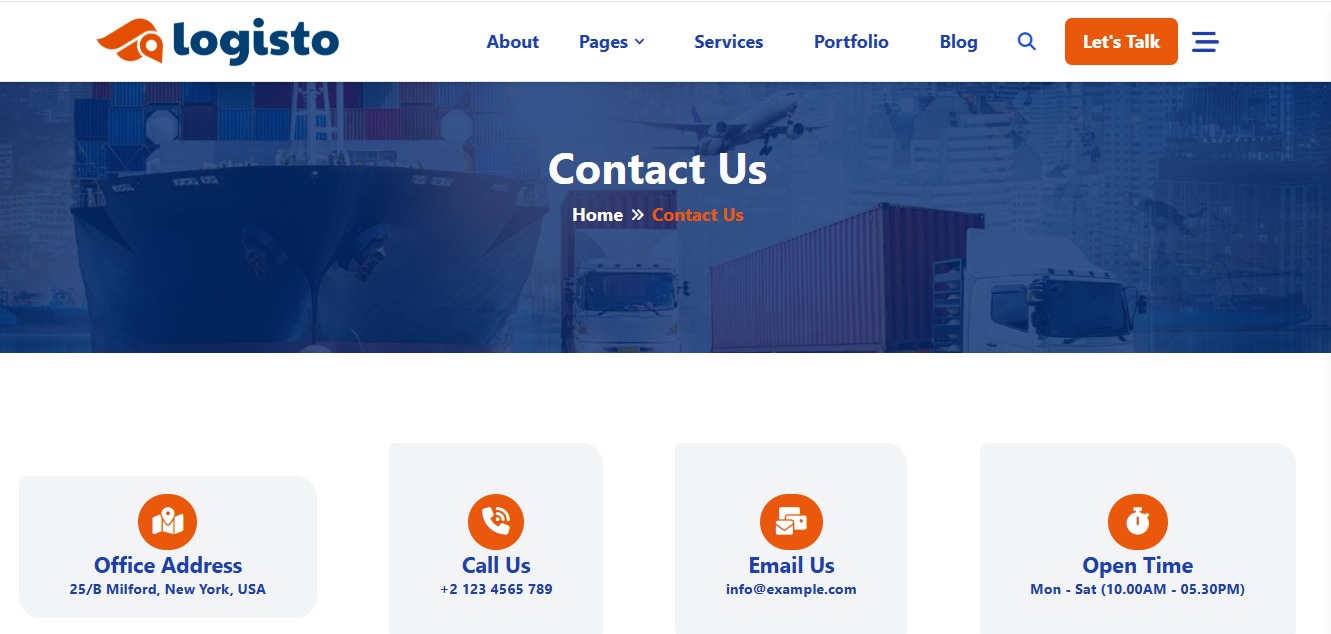 logisto
About Pages Services Portfolio Blog Let's Talk
Contact Us
Home » Contact Us
Office Address
25/B Milford, New York, USA
Call Us
+2 123 4565 789
Email Us
info@example.com
Open Time
Mon - Sat (10.00AM - 05.30PM)